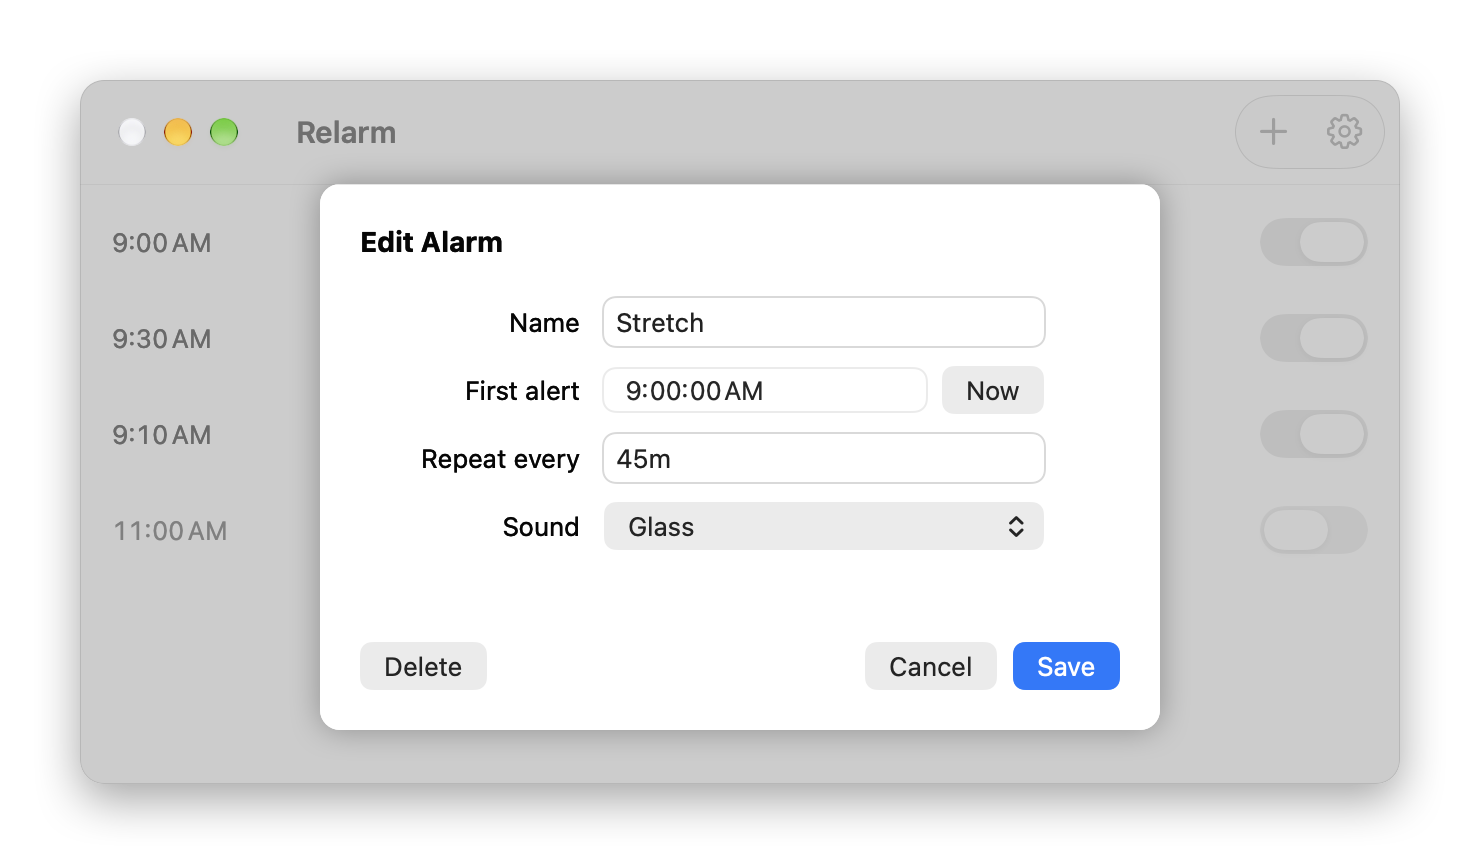 Relarm
9:00 AM
9:30 AM
9:10 AM
11:00 AM
Edit Alarm
Name Stretch
First alert 9:00:00 AM Now
Repeat every 45m
Sound Glass
Delete Cancel Save